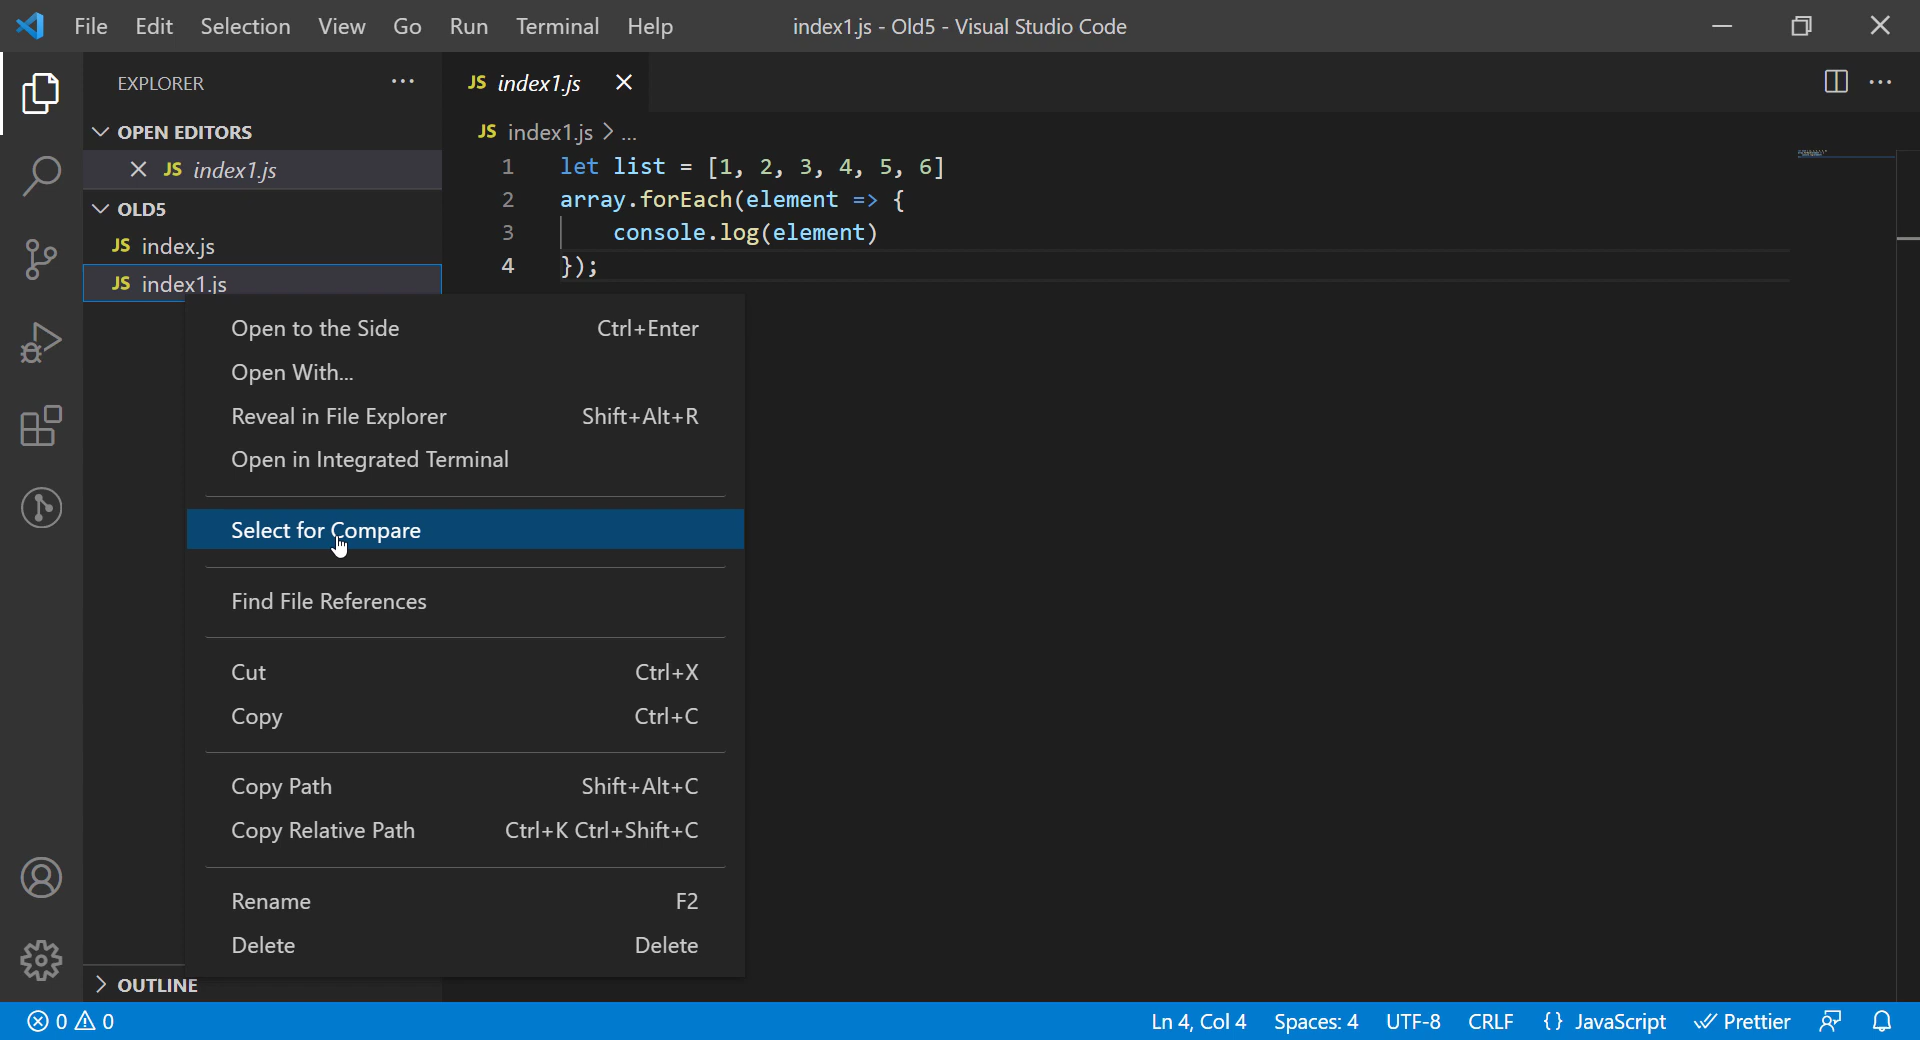 File Edit Selection View Go Run Terminal Help
index1.js - Old5 - Visual Studio Code
EXPLORER
OPEN EDITORS
JS index1.js
OLD5
JS index.js
JS index1.js
JS index1.js
JS index1.js > ...
1 let list = [1, 2, 3, 4, 5, 6]
2 array.forEach(element => {
3 console.log(element)
4 });
Open to the Side Ctrl+Enter
Open With...
Reveal in File Explorer Shift+Alt+R
Open in Integrated Terminal
Select for Compare
Find File References
Cut Ctrl+X
Copy Ctrl+C
Copy Path Shift+Alt+C
Copy Relative Path Ctrl+K Ctrl+Shift+C
Rename F2
Delete Delete
OUTLINE
0 0 Ln 4, Col 4 Spaces: 4 UTF-8 CRLF {} JavaScript Prettier